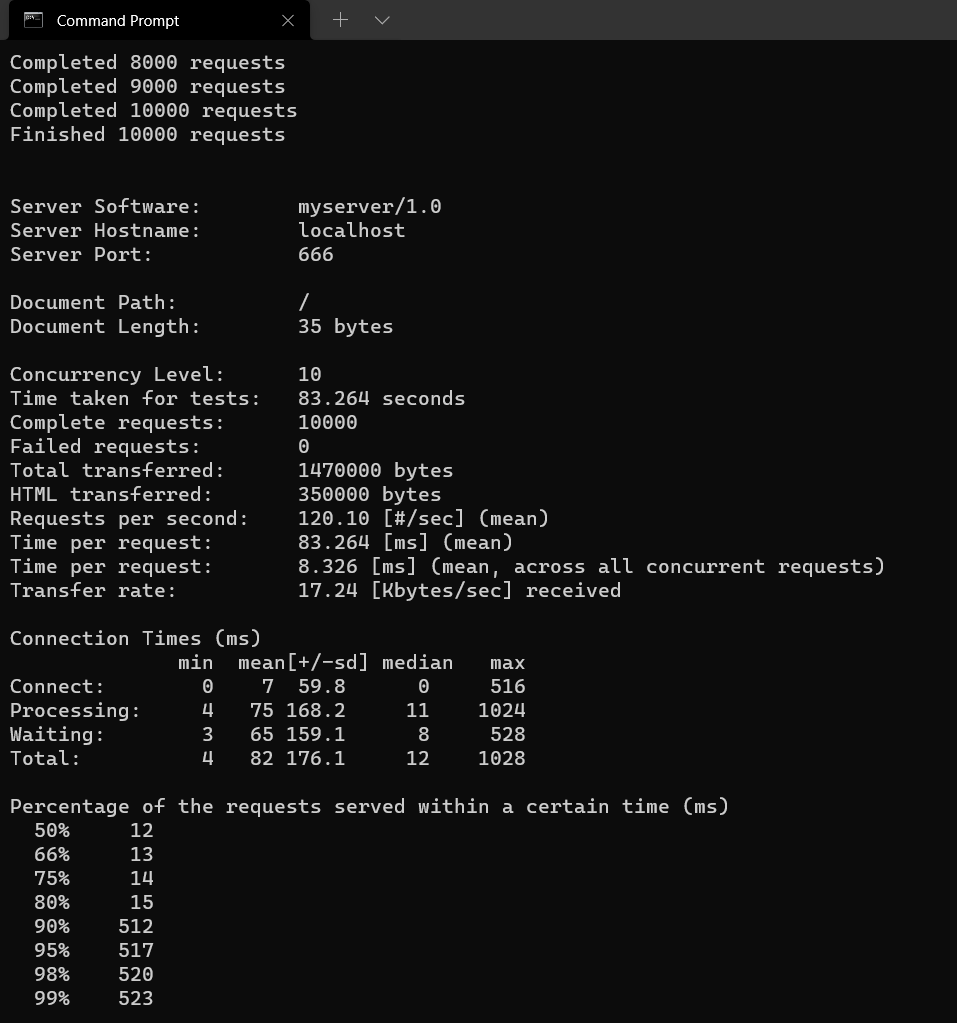 Command Prompt
Completed 8000 requests
Completed 9000 requests
Completed 10000 requests
Finished 10000 requests
Server Software: myserver/1.0
Server Hostname: localhost
Server Port: 666
Document Path: /
Document Length: 35 bytes
Concurrency Level: 10
Time taken for tests: 83.264 seconds
Complete requests: 10000
Failed requests: 0
Total transferred: 1470000 bytes
HTML transferred: 350000 bytes
Requests per second: 120.10 [#/sec] (mean)
Time per request: 83.264 [ms] (mean)
Time per request: 8.326 [ms] (mean, across all concurrent requests)
Transfer rate: 17.24 [Kbytes/sec] received
Connection Times (ms)
min mean[+/-sd] median max
Connect: 0 7 59.8 0 516
Processing: 4 75 168.2 11 1024
Waiting: 3 65 159.1 8 528
Total: 4 82 176.1 12 1028
Percentage of the requests served within a certain time (ms)
50% 12
66% 13
75% 14
80% 15
90% 512
95% 517
98% 520
99% 523